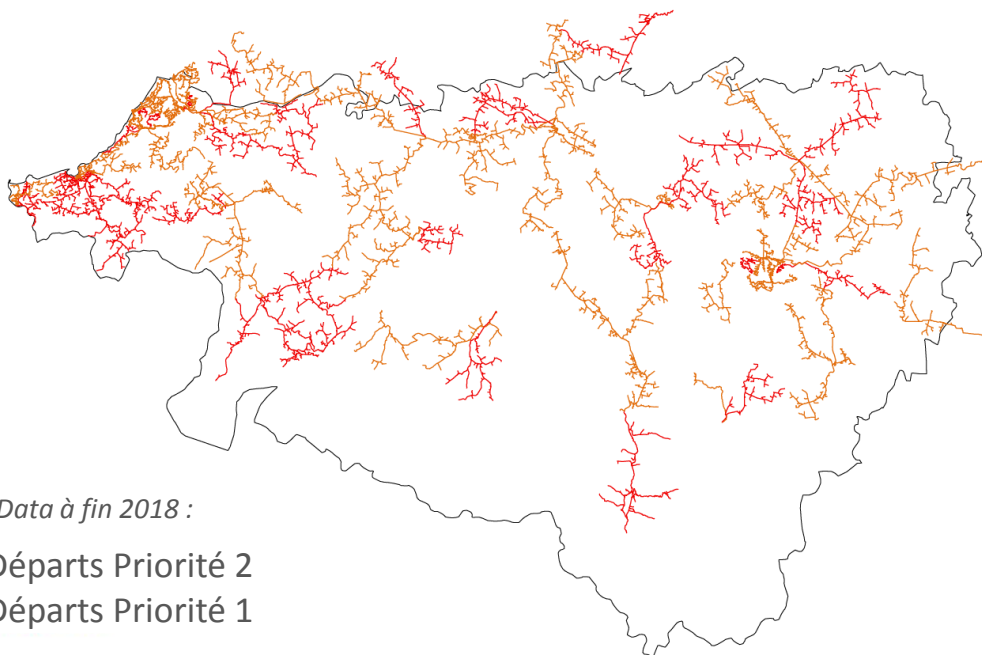 Data à fin 2018 :
Départs Priorité 2
Départs Priorité 1